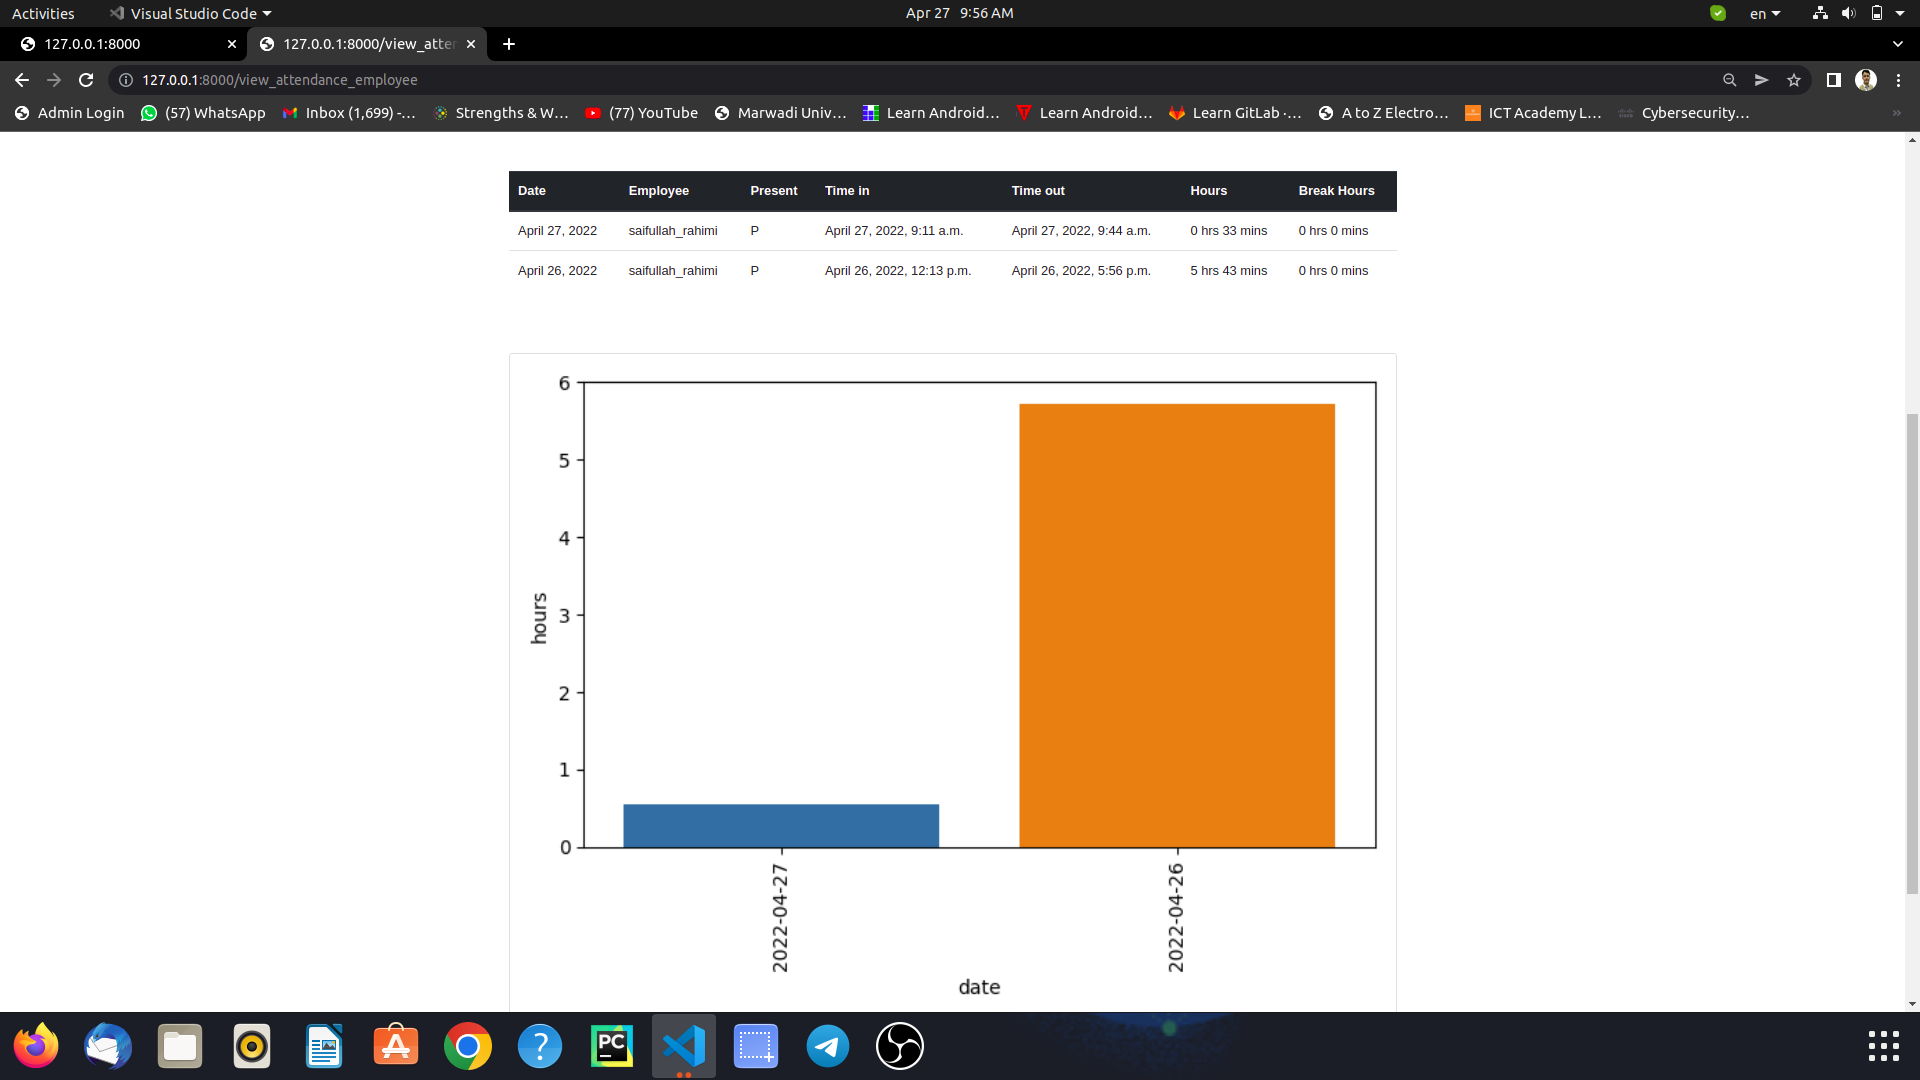 Activities Visual Studio Code Apr 27 9:56 AM en
127.0.0.1:8000 127.0.0.1:8000/view_atten
127.0.0.1:8000/view_attendance_employee
Admin Login (57) WhatsApp Inbox (1,699) -... Strengths & W... (77) YouTube Marwadi Univ... Learn Android... Learn Android... Learn GitLab ·... A to Z Electro... ICT Academy L... Cybersecurity...
Date Employee Present Time in Time out Hours Break Hours
April 27, 2022 saifullah_rahimi P April 27, 2022, 9:11 a.m. April 27, 2022, 9:44 a.m. 0 hrs 33 mins 0 hrs 0 mins
April 26, 2022 saifullah_rahimi P April 26, 2022, 12:13 p.m. April 26, 2022, 5:56 p.m. 5 hrs 43 mins 0 hrs 0 mins
6
5
4
3
2
1
0
hours
2022-04-27 2022-04-26
date
PC